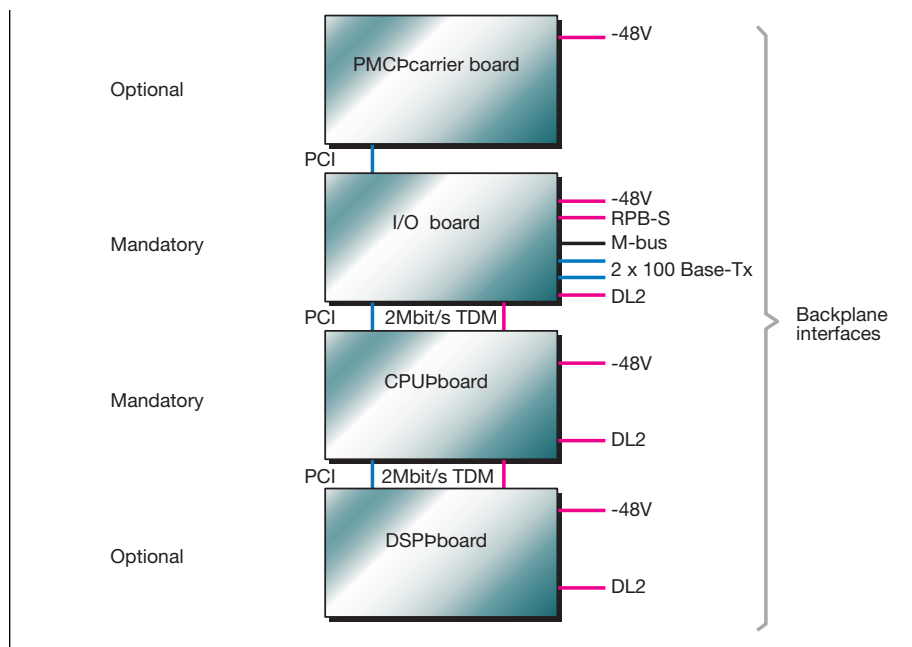 -48V
PMCÞcarrier board
Optional
PCI
-48V
RPB-S
I/O board
M-bus
Mandatory
2 x 100 Base-Tx
DL2
PCI
2Mbit/s TDM
Backplane
interfaces
-48V
CPUÞboard
Mandatory
DL2
PCI
2Mbit/s TDM
-48V
DSPÞboard
Optional
DL2